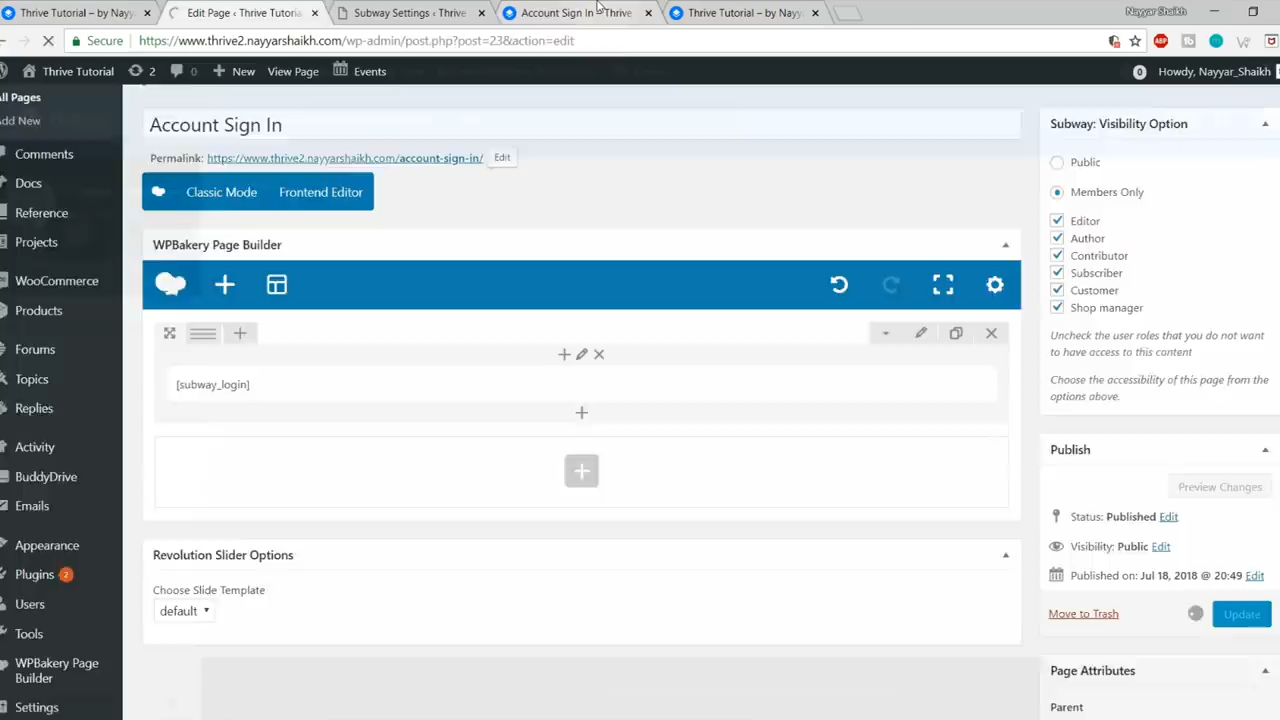 Thrive Tutorial – by Nayy
Edit Page ‹ Thrive Tutoria
Subway Settings ‹ Thrive
Account Sign In – Thrive
Thrive Tutorial – by Nayy
Nayyar Shaikh
Secure
https://www.thrive2.nayyarshaikh.com/wp-admin/post.php?post=23&action=edit
Thrive Tutorial
2
0
New
View Page
Events
0
Howdy, Nayyar_Shaikh
All Pages
Add New
Comments
Docs
Reference
Projects
WooCommerce
Products
Forums
Topics
Replies
Activity
BuddyDrive
Emails
Appearance
Plugins 2
Users
Tools
WPBakery Page
Builder
Settings
Account Sign In
Permalink: https://www.thrive2.nayyarshaikh.com/account-sign-in/ Edit
Classic Mode
Frontend Editor
WPBakery Page Builder
[subway_login]
Revolution Slider Options
Choose Slide Template
default
Subway: Visibility Option
Public
Members Only
Editor
Author
Contributor
Subscriber
Customer
Shop manager
Uncheck the user roles that you do not want
to have access to this content
Choose the accessibility of this page from the
options above.
Publish
Preview Changes
Status: Published Edit
Visibility: Public Edit
Published on: Jul 18, 2018 @ 20:49 Edit
Move to Trash
Update
Page Attributes
Parent